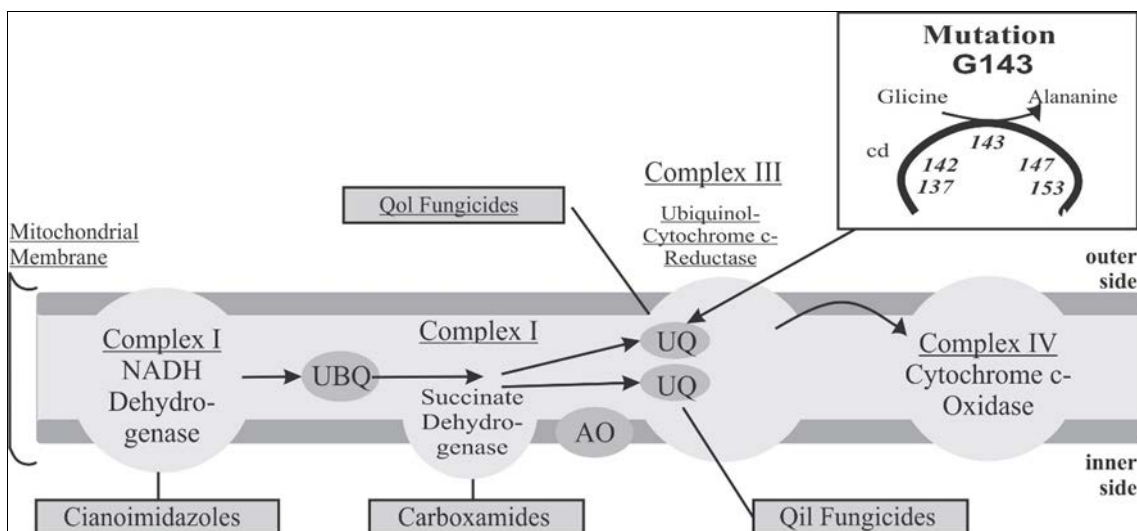 Mutation
G143
Glicine
Alananine
cd
143
142
147
137
153
Complex III
Qol Fungicides
Ubiquinol-
Cytochrome c-
Reductase
Mitochondrial
Membrane
outer
side
Complex I
NADH
Dehydro-
genase
UBQ
Complex I
Succinate
Dehydro-
genase
UQ
UQ
AO
Complex IV
Cytochrome c-
Oxidase
inner
side
Cianoimidazoles
Carboxamides
Qil Fungicides